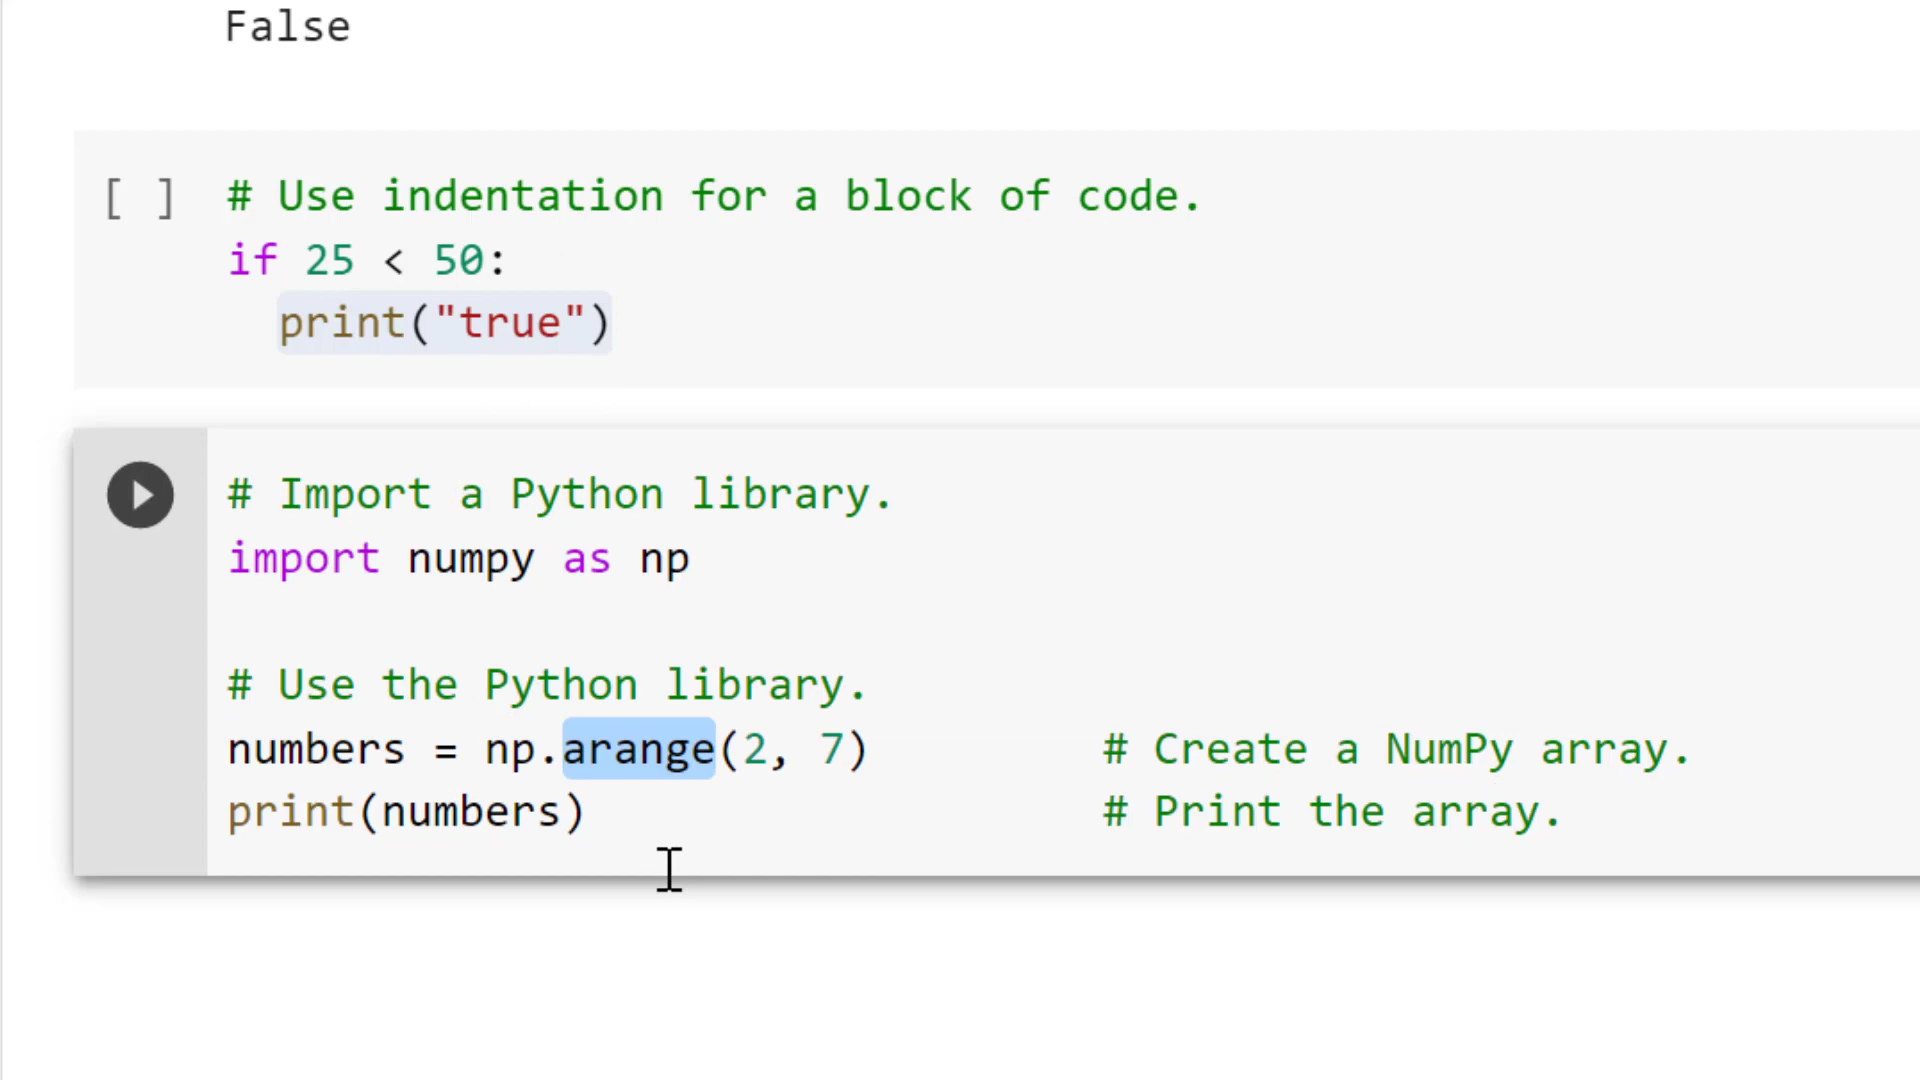 False
[ ] # Use indentation for a block of code.
if 25 < 50:
  print("true")
# Import a Python library.
import numpy as np
# Use the Python library.
numbers = np.arange(2, 7)         # Create a NumPy array.
print(numbers)                    # Print the array.